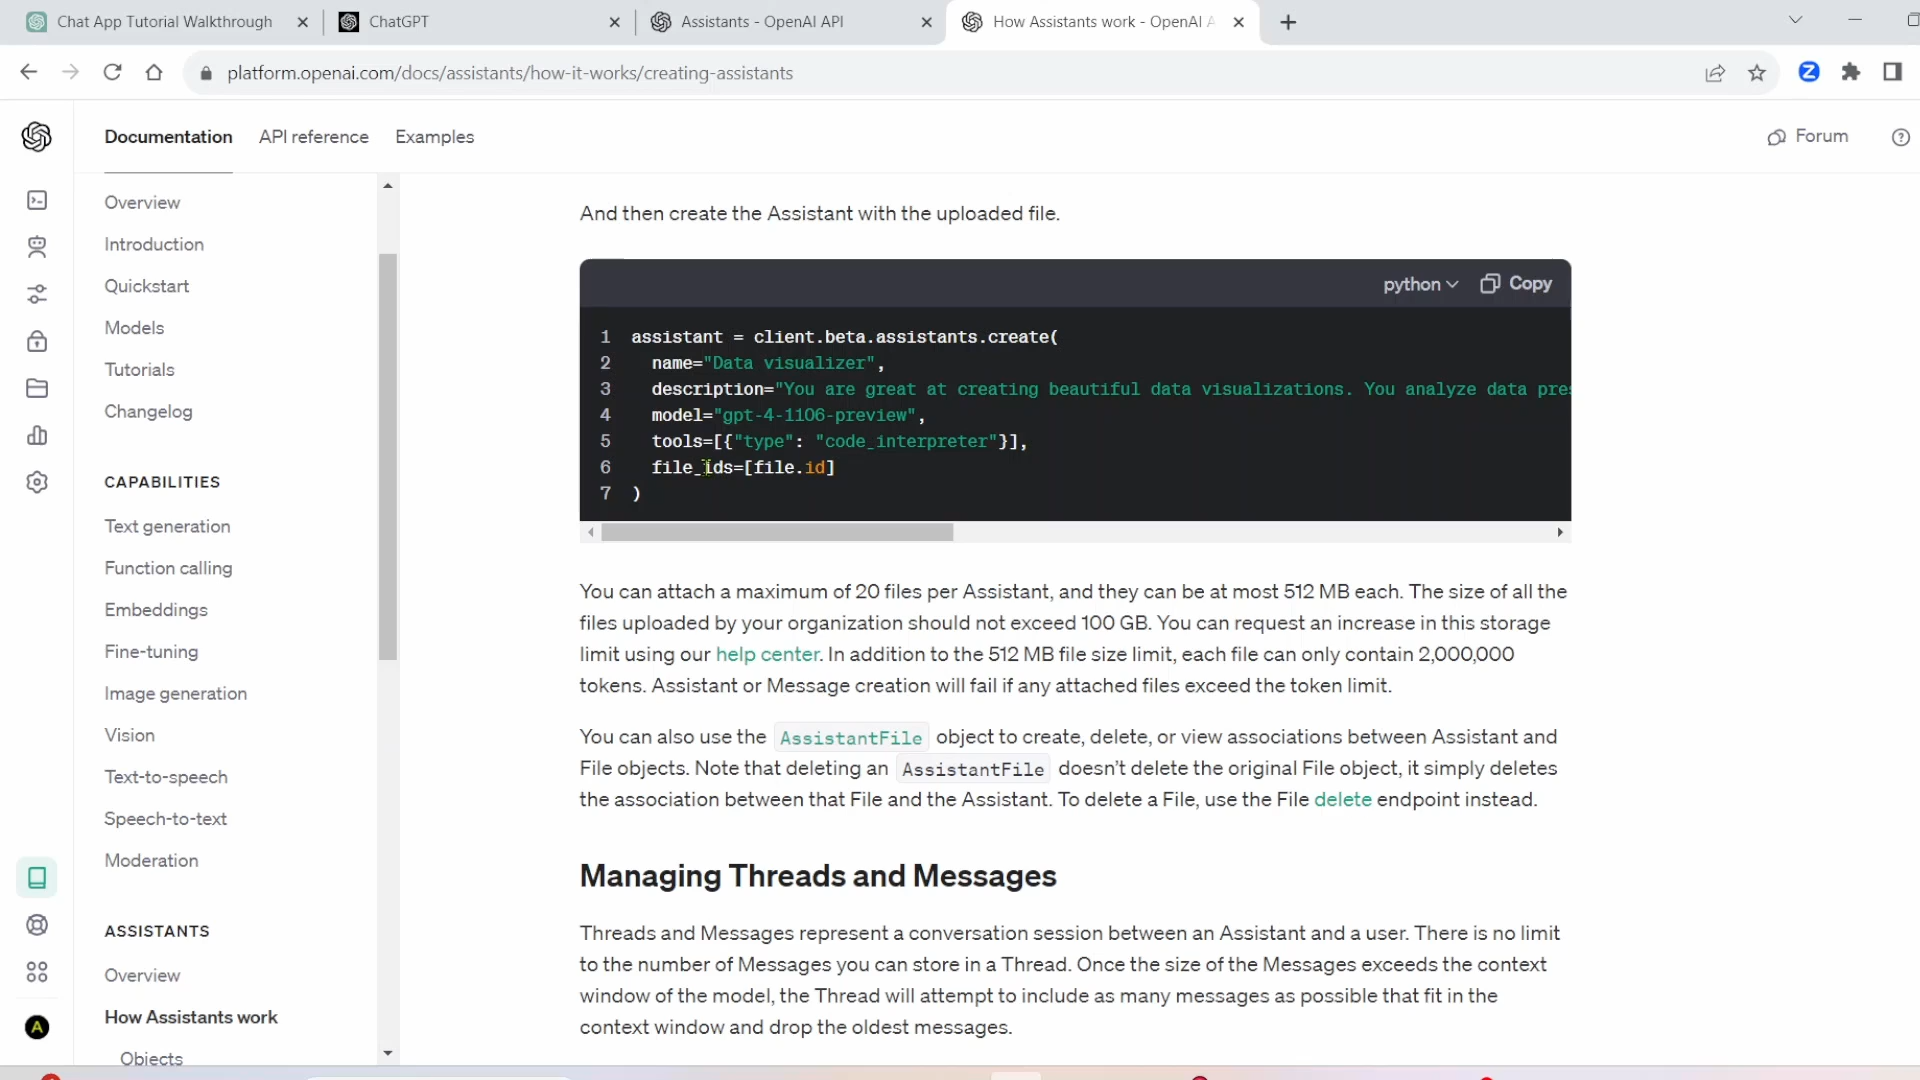 Chat App Tutorial Walkthrough
ChatGPT
Assistants - OpenAI API
How Assistants work - OpenAI A
platform.openai.com/docs/assistants/how-it-works/creating-assistants
Z
Documentation
API reference
Examples
Forum
Overview
Introduction
Quickstart
Models
Tutorials
Changelog
CAPABILITIES
Text generation
Function calling
Embeddings
Fine-tuning
Image generation
Vision
Text-to-speech
Speech-to-text
Moderation
ASSISTANTS
Overview
How Assistants work
Objects
A
And then create the Assistant with the uploaded file.
python
Copy
1 assistant = client.beta.assistants.create(
2 name="Data visualizer",
3 description="You are great at creating beautiful data visualizations. You analyze data pres
4 model="gpt-4-1106-preview",
5 tools=[{"type": "code_interpreter"}],
6 file_ids=[file.id]
7 )
You can attach a maximum of 20 files per Assistant, and they can be at most 512 MB each. The size of all the
files uploaded by your organization should not exceed 100 GB. You can request an increase in this storage
limit using our help center. In addition to the 512 MB file size limit, each file can only contain 2,000,000
tokens. Assistant or Message creation will fail if any attached files exceed the token limit.
You can also use the AssistantFile object to create, delete, or view associations between Assistant and
File objects. Note that deleting an AssistantFile doesn't delete the original File object, it simply deletes
the association between that File and the Assistant. To delete a File, use the File delete endpoint instead.
Managing Threads and Messages
Threads and Messages represent a conversation session between an Assistant and a user. There is no limit
to the number of Messages you can store in a Thread. Once the size of the Messages exceeds the context
window of the model, the Thread will attempt to include as many messages as possible that fit in the
context window and drop the oldest messages.